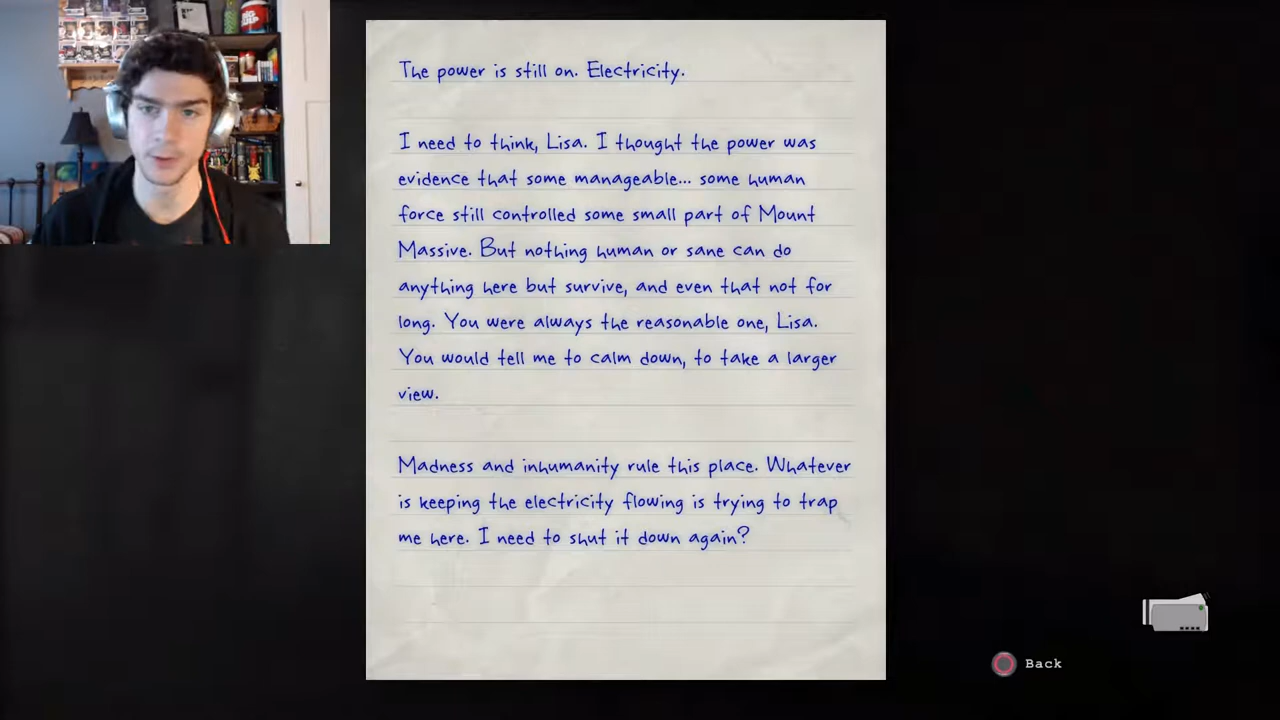 The power is still on. Electricity.
I need to think, Lisa. I thought the power was
evidence that some manageable... some human
force still controlled some small part of Mount
Massive. But nothing human or sane can do
anything here but survive, and even that not for
long. You were always the reasonable one, Lisa.
You would tell me to calm down, to take a larger
view.
Madness and inhumanity rule this place. Whatever
is keeping the electricity flowing is trying to trap
me here. I need to shut it down again?
Back